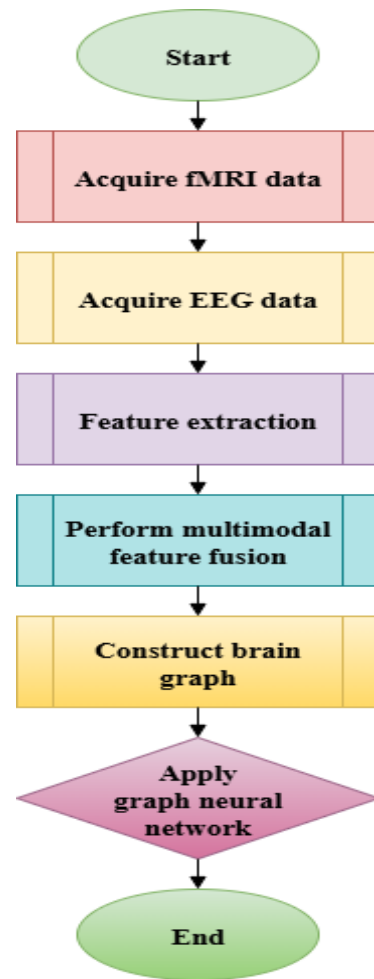 Start
Acquire fMRI data
Acquire EEG data
Feature extraction
Perform multimodal
feature fusion
Construct brain
graph
Apply
graph neural
network
End